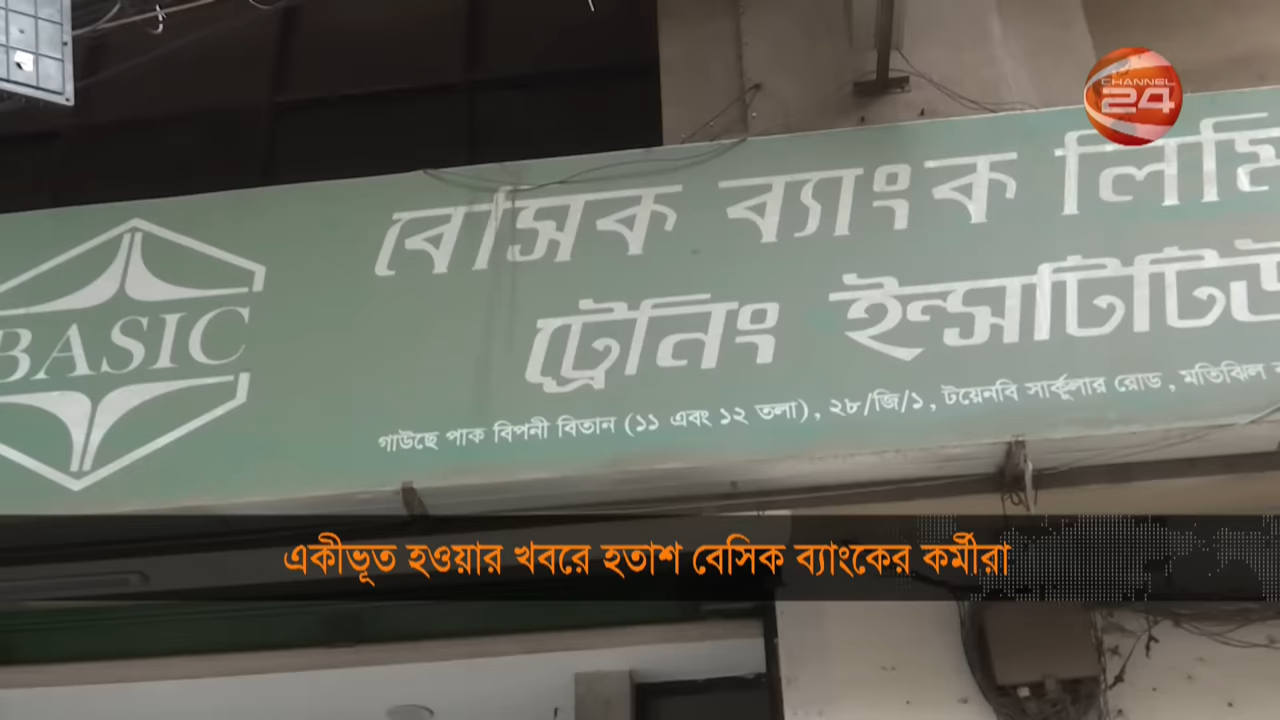 CHANNEL
24
বেসিক ব্যাংক লিমি
BASIC
ট্রেনিং ইন্সটিটিউ
গাউছে পাক বিপনী বিতান (১১ এবং ১২ তলা), ২৮/জি/১, টয়েনবি সার্কুলার রোড, মতিঝিল
একীভূত হওয়ার খবরে হতাশ বেসিক ব্যাংকের কর্মীরা